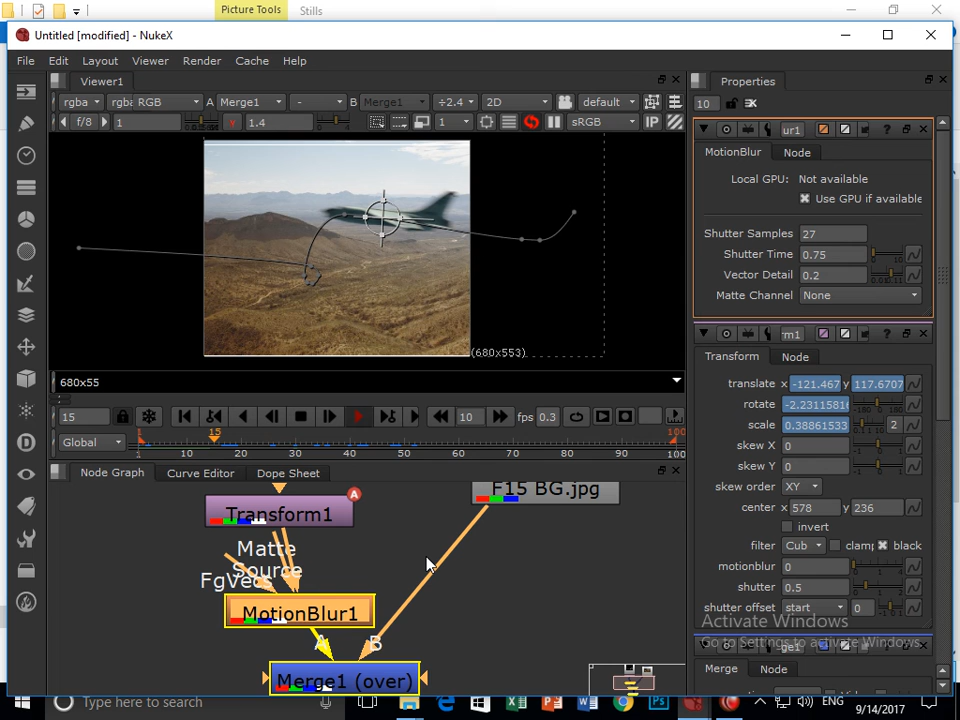 Picture Tools
Stills
Untitled [modified] - NukeX
File Edit Layout Viewer Render Cache Help
Viewer1
Properties
rgba rgba RGB A Merge1 - B Merge1 ÷2.4 2D default
f/8 1 Y 1.4 1 sRGB IP
10
ur1 ?
MotionBlur Node
Local GPU: Not available
Use GPU if available
Shutter Samples 27
Shutter Time 0.75
Vector Detail 0.2
Matte Channel None
rm1 ?
Transform Node
translate x -121.467 y 117.6707
rotate -2.2311581
scale 0.38861533 2
skew X 0
skew Y 0
skew order XY
center x 578 y 236
invert
filter Cub clamp black
motionblur 0
shutter 0.5
shutter offset start 0
Activate Windows
Go to Settings to activate Windows.
ge1 ?
Merge Node
(680x553)
680x55
15 10 fps 0.3
Global 1 10 15 20 30 40 50 60 70 80 90 100 100
Node Graph Curve Editor Dope Sheet
Transform1
A
F15 BG.jpg
Matte
Source
FgVecs
MotionBlur1
A B
Merge1 (over)
Type here to search
ENG
9/14/2017